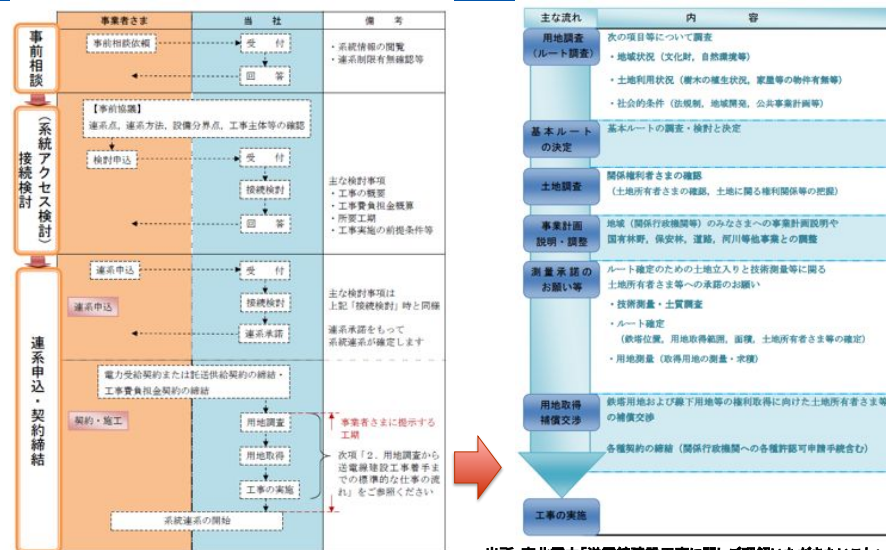 事業者さま　当　社　備　考
事前相談
事前相談依頼
受　付
回　答
・系統情報の閲覧
・連系制限有無確認等
接続検討
（系統アクセス検討）
【事前協議】
連系点，連系方法，設備分界点，工事主体等の確認
検討申込
受　付
接続検討
回　答
主な検討事項
・工事の概要
・工事費負担金概算
・所要工期
・工事実施の前提条件等
連系申込・契約締結
連系申込
連系申込
受　付
接続検討
連系承諾
主な検討事項は
上記「接続検討」時と同様
連系承諾をもって
系統連系が確定します
電力受給契約または託送供給契約の締結・
工事費負担金契約の締結
契約・施工
用地調査
用地取得
工事の実施
系統連系の開始
事業者さまに提示する
工期
次項「２．用地調査から
送電線建設工事着手ま
での標準的な仕事の流
れ」をご参照ください
主な流れ　内　容
用地調査
（ルート調査）
次の項目等について調査
・地域状況（文化財，自然環境等）
・土地利用状況（樹木の植生状況，家屋等の物件有無等）
・社会的条件（法規制，地域開発，公共事業計画等）
基本ルート
の決定
基本ルートの調査・検討と決定
土地調査
関係権利者さまの確認
（土地所有者さまの確認，土地に関る権利関係等の把握）
事業計画
説明・調整
地域（関係行政機関等）のみなさまへの事業計画説明や
国有林野，保安林，道路，河川等他事業との調整
測量承諾の
お願い等
ルート確定のための土地立入りと技術測量等に関る
土地所有者さま等への承諾のお願い
・技術測量・土質調査
・ルート確定
（鉄塔位置，用地取得範囲，面積，土地所有者さま等の確定）
・用地測量（取得用地の測量・求積）
用地取得
補償交渉
鉄塔用地および線下用地等の権利取得に向けた土地所有者さま等
の補償交渉
各種契約の締結（関係行政機関への各種許認可申請手続含む）
工事の実施